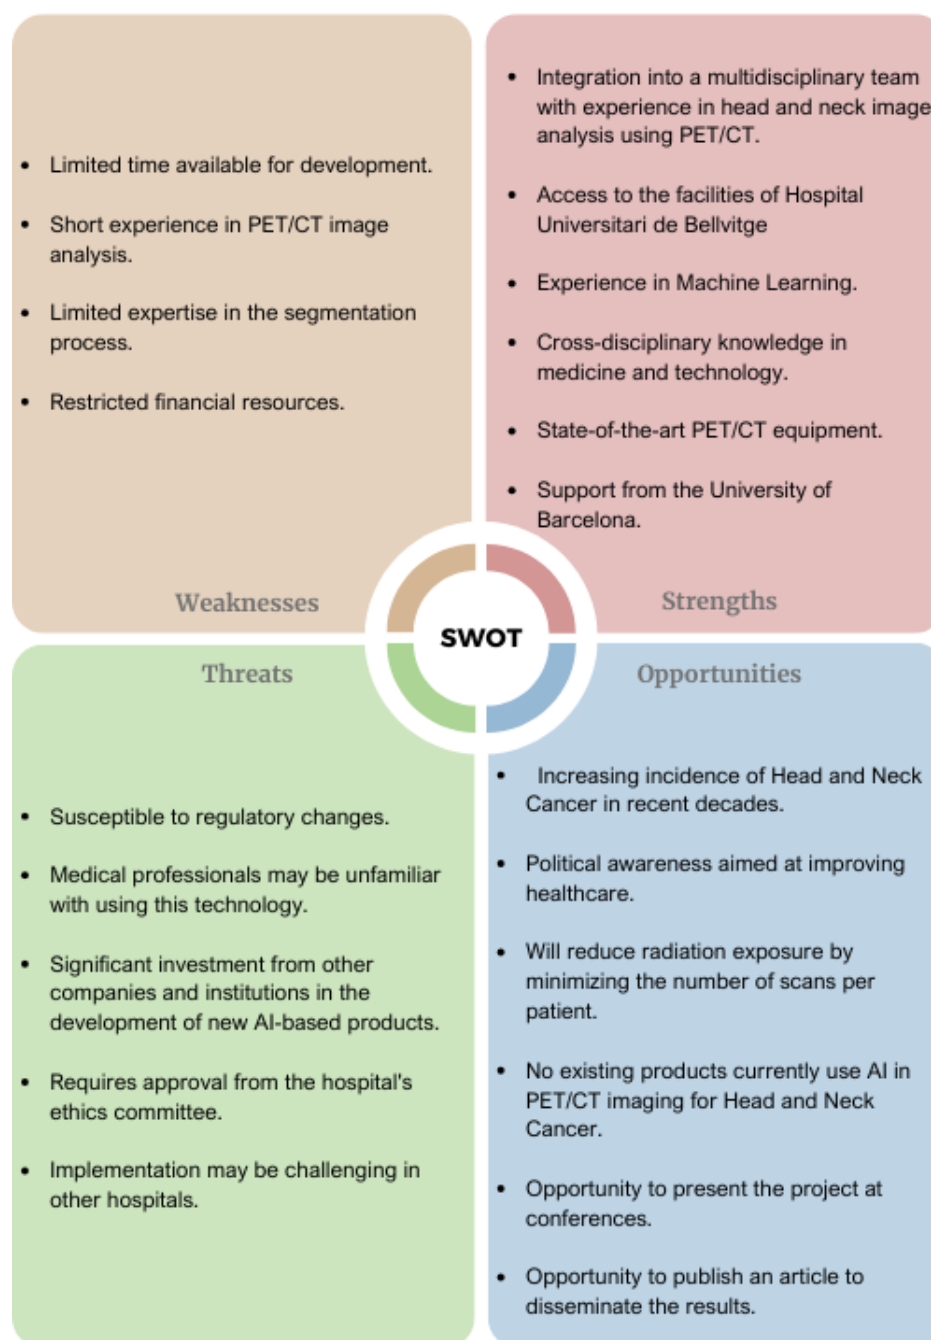 • Limited time available for development.
• Short experience in PET/CT image
analysis.
• Limited expertise in the segmentation
process.
• Restricted financial resources.
Weaknesses
• Integration into a multidisciplinary team
with experience in head and neck image
analysis using PET/CT.
• Access to the facilities of Hospital
Universitari de Bellvitge
• Experience in Machine Learning.
• Cross-disciplinary knowledge in
medicine and technology.
• State-of-the-art PET/CT equipment.
• Support from the University of
Barcelona.
Strengths
SWOT
Threats
• Susceptible to regulatory changes.
• Medical professionals may be unfamiliar
with using this technology.
• Significant investment from other
companies and institutions in the
development of new AI-based products.
• Requires approval from the hospital's
ethics committee.
• Implementation may be challenging in
other hospitals.
Opportunities
• Increasing incidence of Head and Neck
Cancer in recent decades.
• Political awareness aimed at improving
healthcare.
• Will reduce radiation exposure by
minimizing the number of scans per
patient.
• No existing products currently use AI in
PET/CT imaging for Head and Neck
Cancer.
• Opportunity to present the project at
conferences.
• Opportunity to publish an article to
disseminate the results.